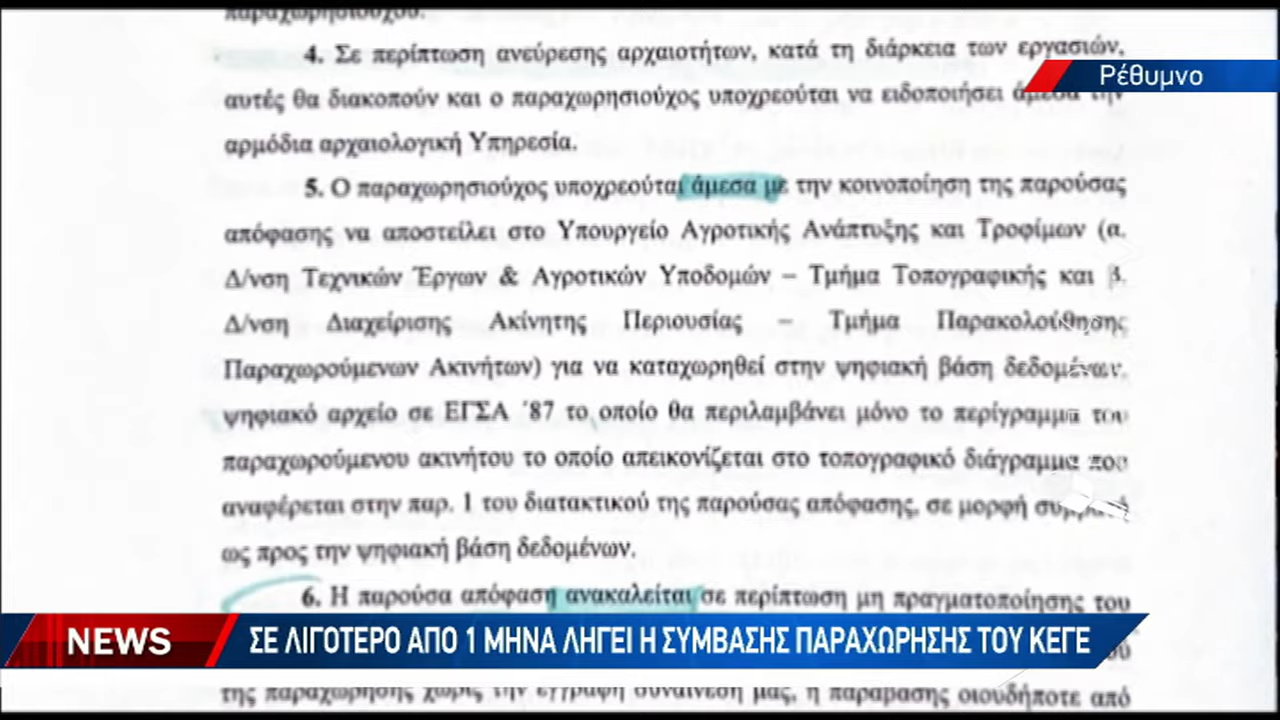 παραχωρησιούχου.
4. Σε περίπτωση ανεύρεσης αρχαιοτήτων, κατά τη διάρκεια των εργασιών,
Ρέθυμνο
αυτές θα διακοπούν και ο παραχωρησιούχος υποχρεούται να ειδοποιήσει άμεσα την
αρμόδια αρχαιολογική Υπηρεσία.
5. Ο παραχωρησιούχος υποχρεούται άμεσα με την κοινοποίηση της παρούσας
απόφασης να αποστείλει στο Υπουργείο Αγροτικής Ανάπτυξης και Τροφίμων (α.
Δ/νση Τεχνικών Έργων & Αγροτικών Υποδομών – Τμήμα Τοπογραφικής και β.
Δ/νση Διαχείρισης Ακίνητης Περιουσίας – Τμήμα Παρακολούθησης
Παραχωρούμενων Ακινήτων) για να καταχωρηθεί στην ψηφιακή βάση δεδομένων,
ψηφιακό αρχείο σε ΕΓΣΑ ΄87 το οποίο θα περιλαμβάνει μόνο το περίγραμμα του
παραχωρούμενου ακινήτου το οποίο απεικονίζεται στο τοπογραφικό διάγραμμα που
αναφέρεται στην παρ. 1 του διατακτικού της παρούσας απόφασης, σε μορφή
ως προς την ψηφιακή βάση δεδομένων.
6. Η παρούσα απόφαση ανακαλείται σε περίπτωση μη πραγματοποίησης του
NEWS ΣΕ ΛΙΓΟΤΕΡΟ ΑΠΟ 1 ΜΗΝΑ ΛΗΓΕΙ Η ΣΥΜΒΑΣΗΣ ΠΑΡΑΧΩΡΗΣΗΣ ΤΟΥ ΚΕΓΕ
της παραχώρησης χωρίς την έγγραφη συναίνεσή μας, η παράβασης οιουδήποτε από